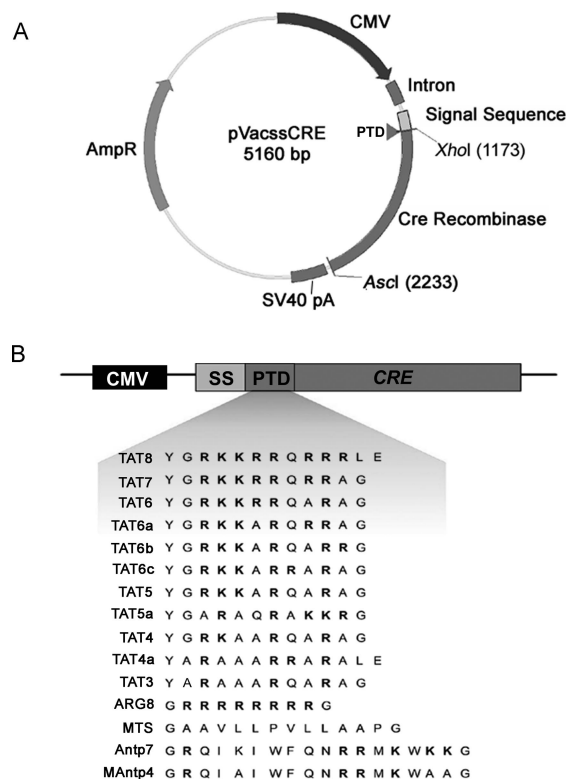 A
CMV
Intron
Signal Sequence
PTD
XhoI (1173)
pVacssCRE
5160 bp
AmpR
Cre Recombinase
AscI (2233)
SV40 pA
B
CMV SS PTD CRE
TAT8 Y G R K K R R Q R R R L E
TAT7 Y G R K K R R Q R R A G
TAT6 Y G R K K R R Q A R A G
TAT6a Y G R K K A R Q R R A G
TAT6b Y G R K K A R Q A R R G
TAT6c Y G R K K A R R A R A G
TAT5 Y G R K K A R Q A R A G
TAT5a Y G A R A Q R A K K R G
TAT4 Y G R K A A R Q A R A G
TAT4a Y A R A A A R R A R A L E
TAT3 Y A R A A A R Q A R A G
ARG8 G R R R R R R R R G
MTS G A A V L L P V L L A A P G
Antp7 G R Q I K I W F Q N R R M K W K K G
MAntp4 G R Q I A I W F Q N R R M K W A A G